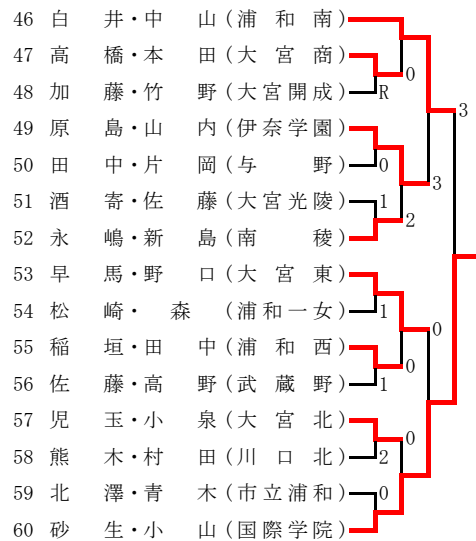 46 白 井・中 山(浦 和 南)
47 高 橋・本 田(大 宮 商)
0
48 加 藤・竹 野(大宮開成) R
3
49 原 島・山 内(伊奈学園)
50 田 中・片 岡(与 野) 0
3
51 酒 寄・佐 藤(大宮光陵) 1
2
52 永 嶋・新 島(南 稜)
53 早 馬・野 口(大 宮 東)
54 松 崎・ 森 (浦和一女) 1
0
55 稲 垣・田 中(浦 和 西)
0
56 佐 藤・高 野(武 蔵 野) 1
57 児 玉・小 泉(大 宮 北)
0
58 熊 木・村 田(川 口 北) 2
59 北 澤・青 木(市立浦和) 0
60 砂 生・小 山(国際学院)